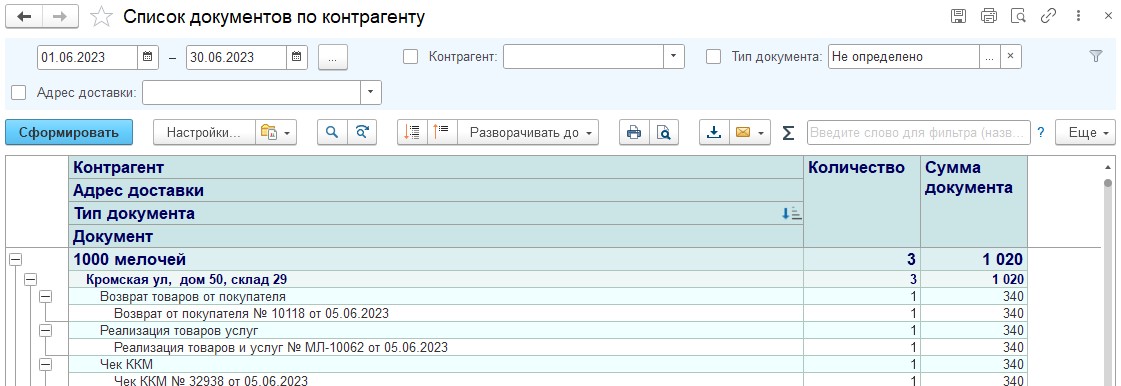 Список документов по контрагенту
01.06.2023 – 30.06.2023 ... Контрагент: Тип документа: Не определено ... ×
Адрес доставки:
Сформировать Настройки... Разворачивать до Σ Введите слово для фильтра (назв... ? Еще
Контрагент Количество Сумма документа
Адрес доставки
Тип документа
Документ
1000 мелочей 3 1 020
Кромская ул, дом 50, склад 29 3 1 020
Возврат товаров от покупателя 1 340
Возврат от покупателя № 10118 от 05.06.2023 1 340
Реализация товаров услуг 1 340
Реализация товаров и услуг № МЛ-10062 от 05.06.2023 1 340
Чек ККМ 1 340
Чек ККМ № 32938 от 05.06.2023 1 340